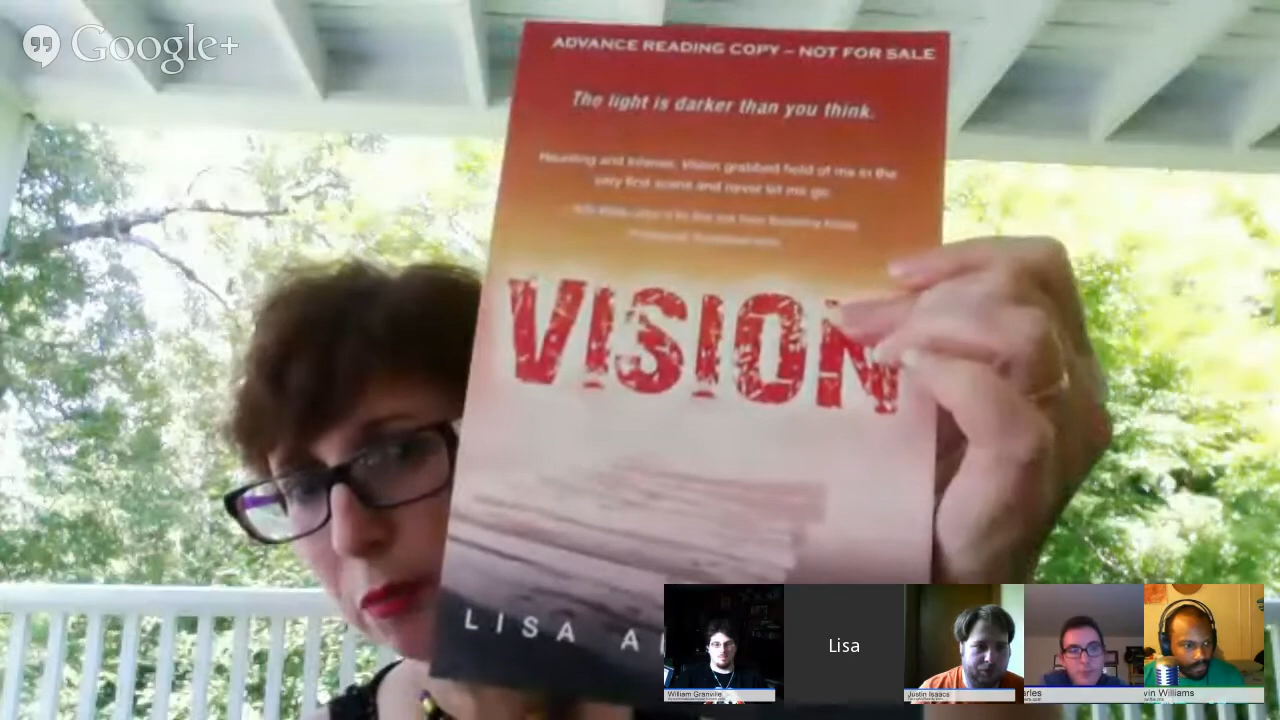 Google+
ADVANCE READING COPY – NOT FOR SALE
The light is darker than you think.
Haunting and intense, Vision grabbed hold of me in the
very first scene and never let me go.
VISION
LISA A
Lisa
William Granville
Justin Isaacs
arles
vin Williams